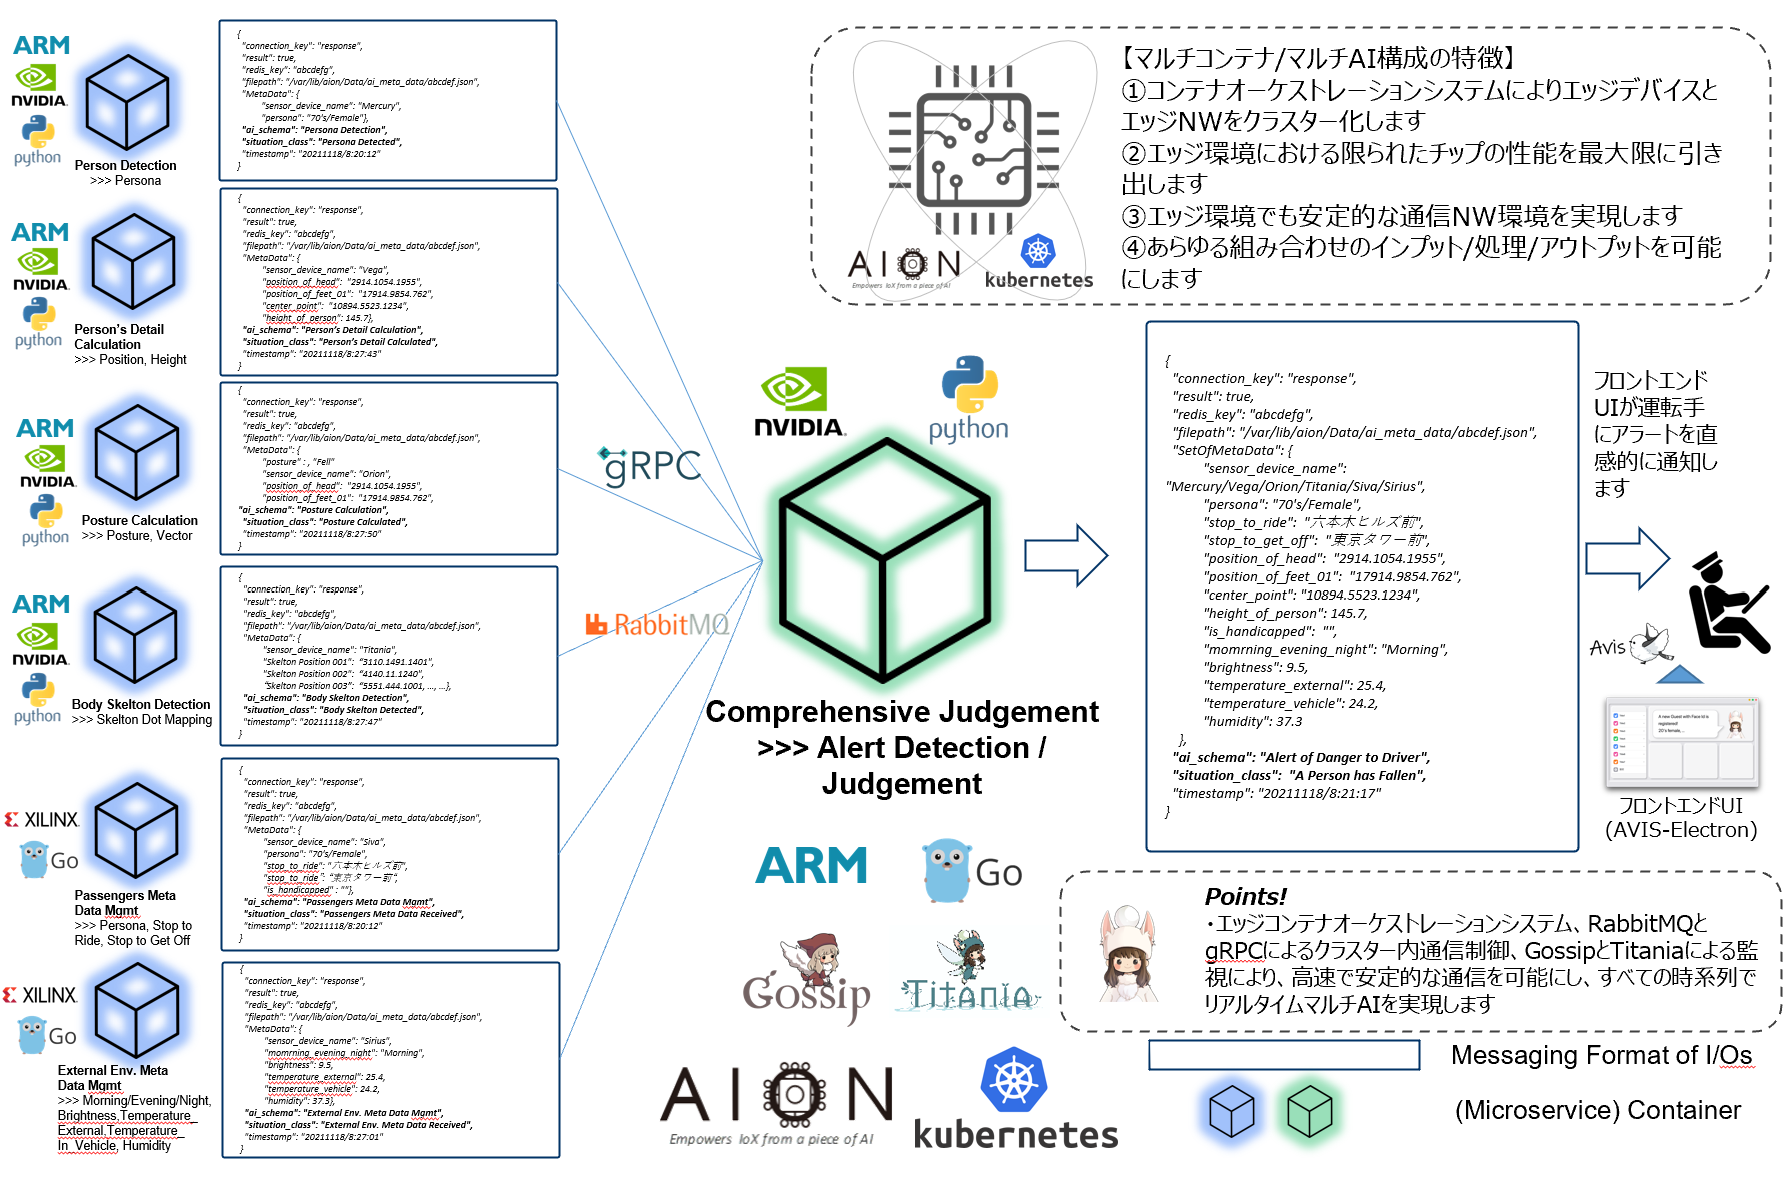 ARM
NVIDIA.
python
Person Detection
>>> Persona
{
"connection_key": "response",
"result": true,
"redis_key": "abcdefg",
"filepath": "/var/lib/aion/Data/ai_meta_data/abcdef.json",
"MetaData": {
"sensor_device_name": "Mercury",
"persona": "70's/Female"},
"ai_schema": "Persona Detection",
"situation_class": "Persona Detected",
"timestamp": "20211118/8:20:12"
}
ARM
NVIDIA.
python
Person's Detail
Calculation
>>> Position, Height
{
"connection_key": "response",
"result": true,
"redis_key": "abcdefg",
"filepath": "/var/lib/aion/Data/ai_meta_data/abcdef.json",
"MetaData": {
"sensor_device_name": "Vega",
"position_of_head": "2914.1054.1955",
"position_of_feet_01": "17914.9854.762",
"center_point": "10894.5523.1234",
"height_of_person": 145.7},
"ai_schema": "Person's Detail Calculation",
"situation_class": "Person's Detail Calculated",
"timestamp": "20211118/8:27:43"
}
ARM
NVIDIA.
python
Posture Calculation
>>> Posture, Vector
{
"connection_key": "response",
"result": true,
"redis_key": "abcdefg",
"filepath": "/var/lib/aion/Data/ai_meta_data/abcdef.json",
"MetaData": {
"posture" : , "Fell"
"sensor_device_name": "Orion",
"position_of_head": "2914.1054.1955",
"position_of_feet_01": "17914.9854.762",
"ai_schema": "Posture Calculation",
"situation_class": "Posture Calculated",
"timestamp": "20211118/8:27:50"
}
ARM
NVIDIA.
python
Body Skelton Detection
>>> Skelton Dot Mapping
{
"connection_key": "response",
"result": true,
"redis_key": "abcdefg",
"filepath": "/var/lib/aion/Data/ai_meta_data/abcdef.json",
"MetaData": {
"sensor_device_name": "Titania",
"Skelton Position 001": "3110.1491.1401",
"Skelton Position 002": "4140.11.1240",
"Skelton Position 003": "5551.444.1001, ..., ...},
"ai_schema": "Body Skelton Detection",
"situation_class": "Body Skelton Detected",
"timestamp": "20211118/8:27:47"
}
XILINX.
Go
Passengers Meta
Data Mgmt
>>> Persona, Stop to
Ride, Stop to Get Off
{
"connection_key": "response",
"result": true,
"redis_key": "abcdefg",
"filepath": "/var/lib/aion/Data/ai_meta_data/abcdef.json",
"MetaData": {
"sensor_device_name": "Siva",
"persona": "70's/Female",
"stop_to_ride": "六本木ヒルズ前",
"stop_to_ride": "東京タワー前",
"is_handicapped" : ""},
"ai_schema": "Passengers Meta Data Mgmt",
"situation_class": "Passengers Meta Data Received",
"timestamp": "20211118/8:20:12"
}
XILINX.
Go
External Env. Meta
Data Mgmt
>>> Morning/Evening/Night,
Brightness,Temperature_
External,Temperature_
In_Vehicle, Humidity
{
"connection_key": "response",
"result": true,
"redis_key": "abcdefg",
"filepath": "/var/lib/aion/Data/ai_meta_data/abcdef.json",
"MetaData": {
"sensor_device_name": "Sirius",
"momrning_evening_night": "Morning",
"brightness": 9.5,
"temperature_external": 25.4,
"temperature_vehicle": 24.2,
"humidity": 37.3},
"ai_schema": "External Env. Meta Data Mgmt",
"situation_class": "External Env. Meta Data Received",
"timestamp": "20211118/8:27:01"
}
gRPC
RabbitMQ
NVIDIA.
python
Comprehensive Judgement
>>> Alert Detection /
Judgement
ARM
Go
Gossip
Titania
AION
Empowers IoX from a piece of AI
kubernetes
AION
Empowers IoX from a piece of AI
kubernetes
【マルチコンテナ/マルチAI構成の特徴】
①コンテナオーケストレーションシステムによりエッジデバイスと
エッジNWをクラスター化します
②エッジ環境における限られたチップの性能を最大限に引き
出します
③エッジ環境でも安定的な通信NW環境を実現します
④あらゆる組み合わせのインプット/処理/アウトプットを可能
にします
{
"connection_key": "response",
"result": true,
"redis_key": "abcdefg",
"filepath": "/var/lib/aion/Data/ai_meta_data/abcdef.json",
"SetOfMetaData": {
"sensor_device_name":
"Mercury/Vega/Orion/Titania/Siva/Sirius",
"persona": "70's/Female",
"stop_to_ride": "六本木ヒルズ前",
"stop_to_get_off": "東京タワー前",
"position_of_head": "2914.1054.1955",
"position_of_feet_01": "17914.9854.762",
"center_point": "10894.5523.1234",
"height_of_person": 145.7,
"is_handicapped": "",
"momrning_evening_night": "Morning",
"brightness": 9.5,
"temperature_external": 25.4,
"temperature_vehicle": 24.2,
"humidity": 37.3
},
"ai_schema": "Alert of Danger to Driver",
"situation_class": "A Person has Fallen",
"timestamp": "20211118/8:21:17"
}
フロントエンド
UIが運転手
にアラートを直
感的に通知し
ます
Avis
A new Guest with Face Id is
registered!
20's female, ...
フロントエンドUI
(AVIS-Electron)
Points!
・エッジコンテナオーケストレーションシステム、RabbitMQと
gRPCによるクラスター内通信制御、GossipとTitaniaによる監
視により、高速で安定的な通信を可能にし、すべての時系列で
リアルタイムマルチAIを実現します
Messaging Format of I/Os
(Microservice) Container